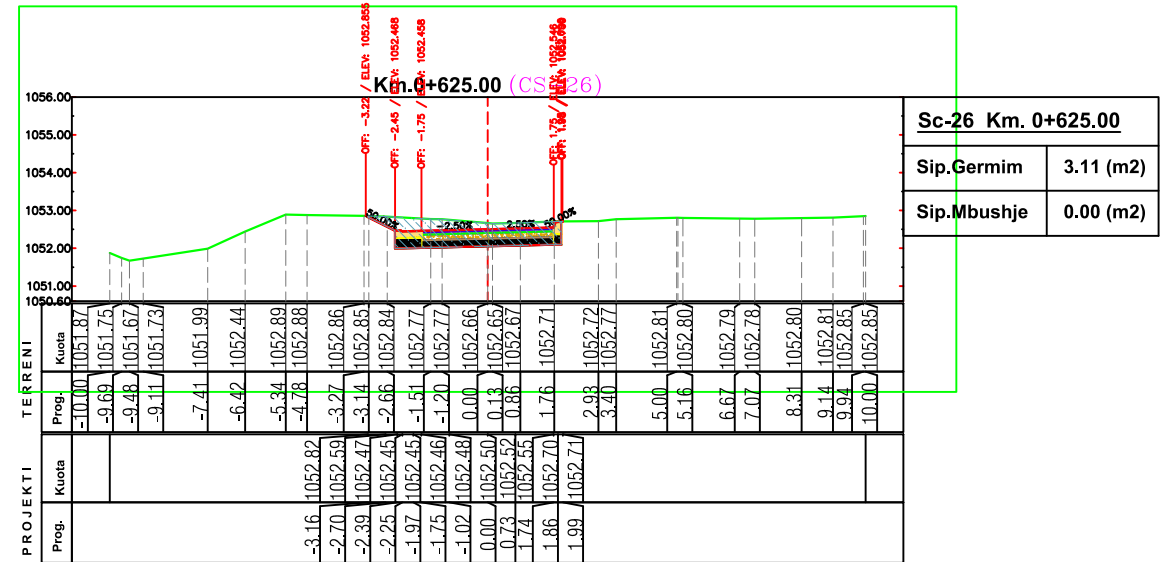 OFF: -3.22 / ELEV: 1052.855
OFF: -2.45 / ELEV: 1052.468
OFF: -1.75 / ELEV: 1052.458
OFF: 1.75 / ELEV: 1052.546
Km.0+625.00
1056.00
1055.00
1054.00
1053.00
1052.00
1051.00
1050.60
50.00%
-2.50%
2.50%
Sc-26 Km. 0+625.00
Sip.Germim 3.11 (m2)
Sip.Mbushje 0.00 (m2)
TERRENI
Kuota
1051.87 1051.75 1051.67 1051.73 1051.99 1052.44 1052.89 1052.88 1052.86 1052.85 1052.84 1052.77 1052.77 1052.66 1052.65 1052.67 1052.71 1052.72 1052.77 1052.81 1052.80 1052.79 1052.78 1052.80 1052.81 1052.85 1052.85
Prog.
-10.00 -9.69 -9.48 -9.11 -7.41 -6.42 -5.34 -4.78 -3.27 -3.14 -2.66 -1.51 -1.20 0.00 0.13 0.86 1.76 2.93 3.40 5.00 5.16 6.67 7.07 8.31 9.14 9.94 10.00
PROJEKTI
Kuota
1052.82 1052.59 1052.47 1052.45 1052.45 1052.46 1052.48 1052.50 1052.52 1052.55 1052.70 1052.71
Prog.
-3.16 -2.70 -2.39 -2.25 -1.97 -1.75 -1.02 0.00 0.73 1.74 1.86 1.99